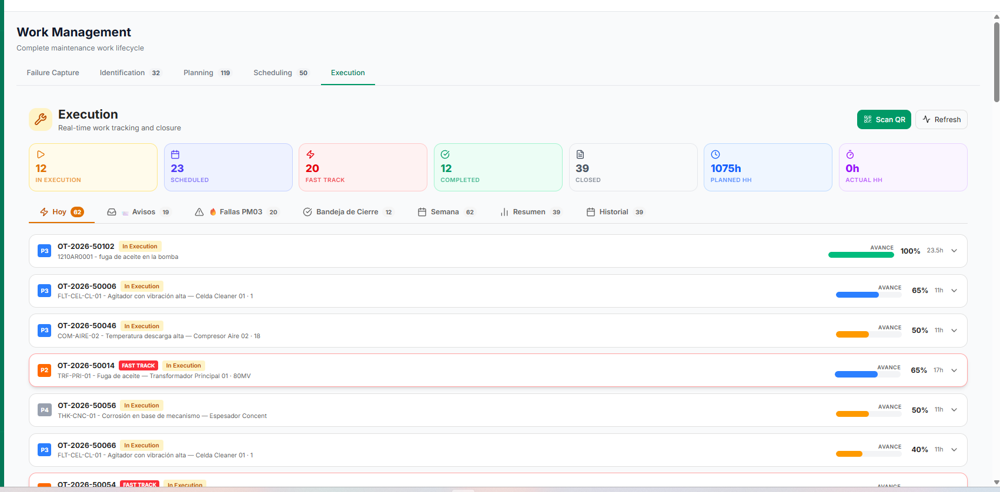 Work Management
Complete maintenance work lifecycle
Failure Capture Identification 32 Planning 119 Scheduling 50 Execution
Execution
Real-time work tracking and closure
Scan QR Refresh
12 23 20 12 39 1075h 0h
IN EXECUTION SCHEDULED FAST TRACK COMPLETED CLOSED PLANNED HH ACTUAL HH
Hoy 62 Avisos 19 Fallas PM03 20 Bandeja de Cierre 12 Semana 62 Resumen 39 Historial 39
P3 OT-2026-50102 In Execution AVANCE 100% 23.5h
1210AR0001 - fuga de aceite en la bomba
P3 OT-2026-50006 In Execution AVANCE 65% 11h
FLT-CEL-CL-01 - Agitador con vibración alta — Celda Cleaner 01 · 1
P3 OT-2026-50046 In Execution AVANCE 50% 11h
COM-AIRE-02 - Temperatura descarga alta — Compresor Aire 02 · 18
P2 OT-2026-50014 FAST TRACK In Execution AVANCE 65% 17h
TRF-PRI-01 - Fuga de aceite — Transformador Principal 01 · 80MV
P4 OT-2026-50056 In Execution AVANCE 50% 11h
THK-CNC-01 - Corrosión en base de mecanismo — Espesador Concent
P3 OT-2026-50066 In Execution AVANCE 40% 11h
FLT-CEL-CL-01 - Agitador con vibración alta — Celda Cleaner 01 · 1
OT-2026-50054 FAST TRACK In Execution AVANCE